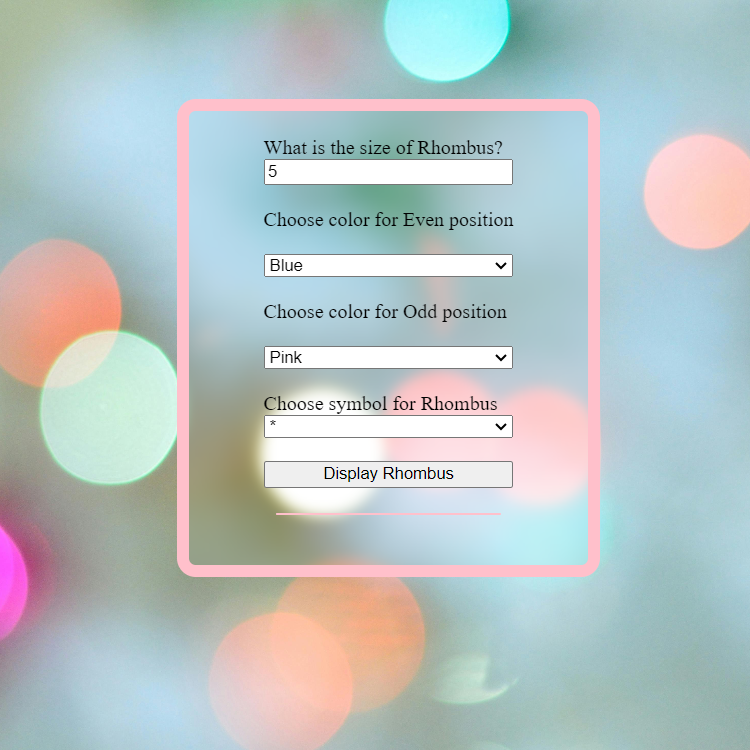 What is the size of Rhombus?
5
Choose color for Even position
Blue
Choose color for Odd position
Pink
Choose symbol for Rhombus
*
Display Rhombus